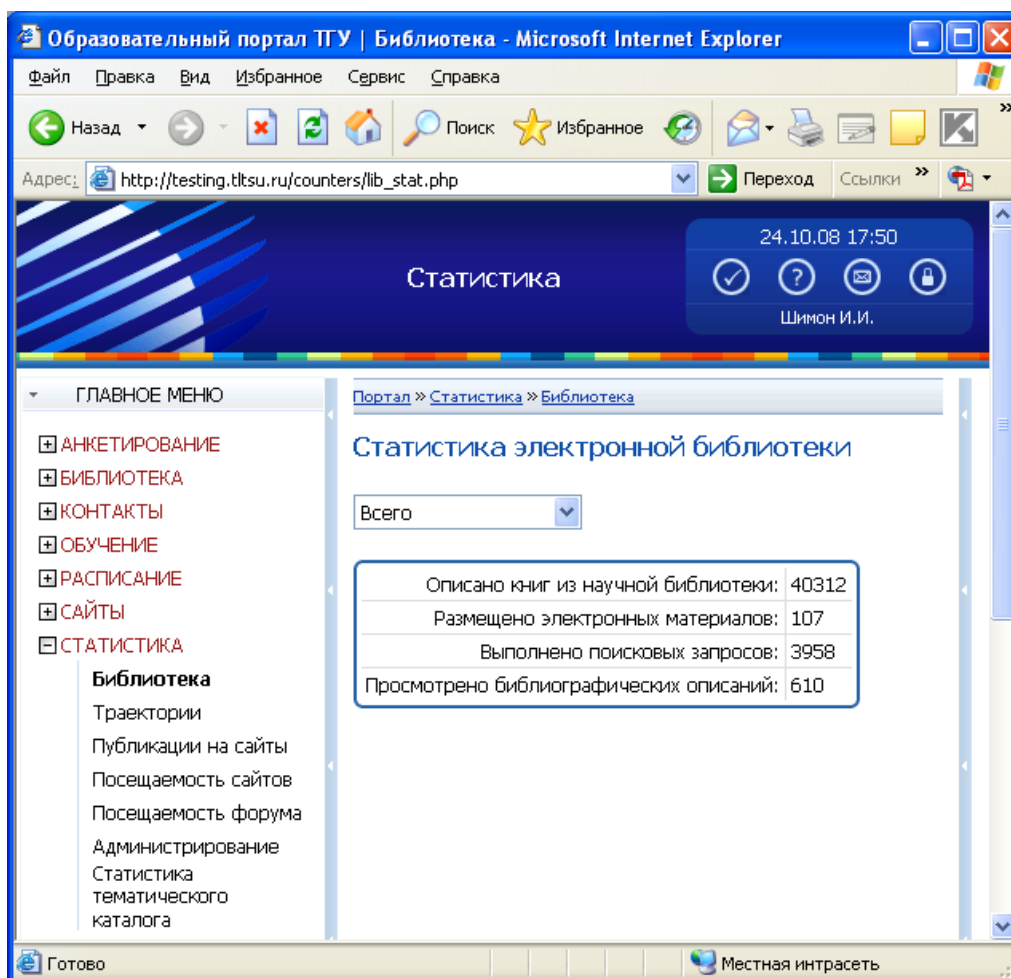 Образовательный портал ТГУ | Библиотека - Microsoft Internet Explorer
Файл Правка Вид Избранное Сервис Справка
Назад Поиск Избранное »
Адрес: http://testing.tltsu.ru/counters/lib_stat.php Переход Ссылки »
24.10.08 17:50
Статистика
Шимон И.И.
ГЛАВНОЕ МЕНЮ
АНКЕТИРОВАНИЕ
БИБЛИОТЕКА
КОНТАКТЫ
ОБУЧЕНИЕ
РАСПИСАНИЕ
САЙТЫ
СТАТИСТИКА
Библиотека
Траектории
Публикации на сайты
Посещаемость сайтов
Посещаемость форума
Администрирование
Статистика
тематического
каталога
Портал » Статистика » Библиотека
Статистика электронной библиотеки
Всего
Описано книг из научной библиотеки: 40312
Размещено электронных материалов: 107
Выполнено поисковых запросов: 3958
Просмотрено библиографических описаний: 610
Готово Местная интрасеть